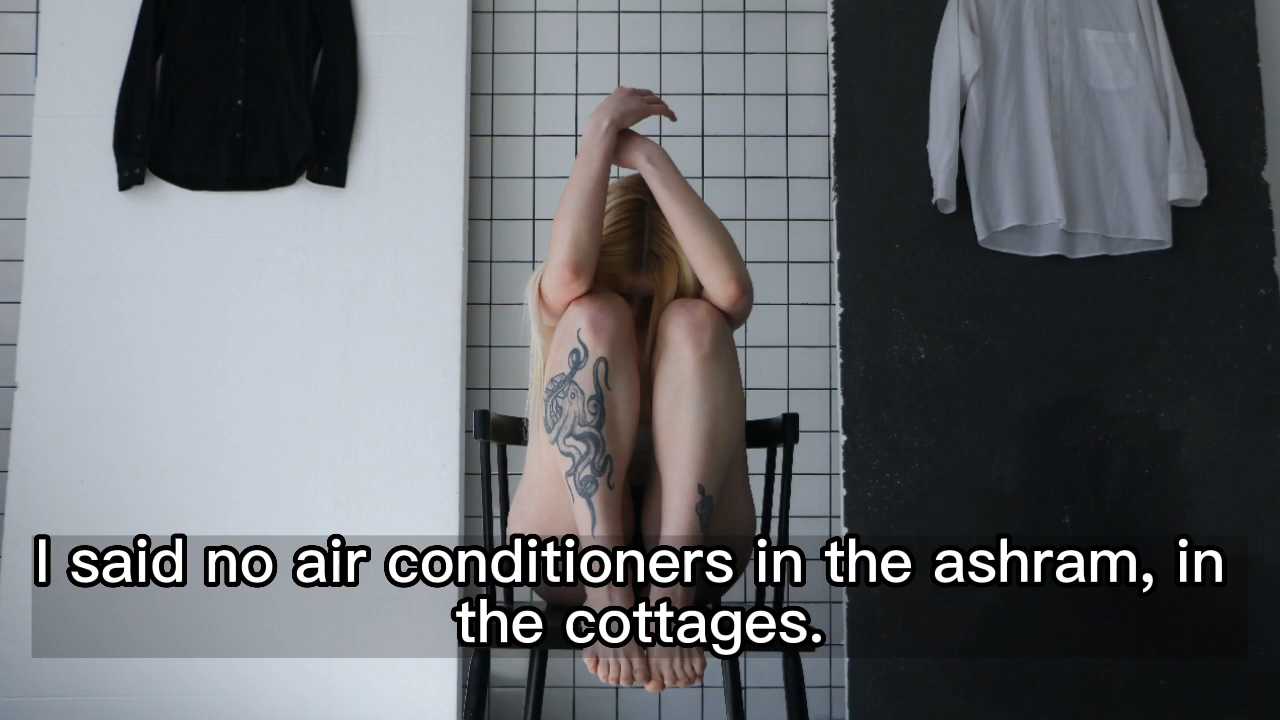 I said no air conditioners in the ashram, in
the cottages.